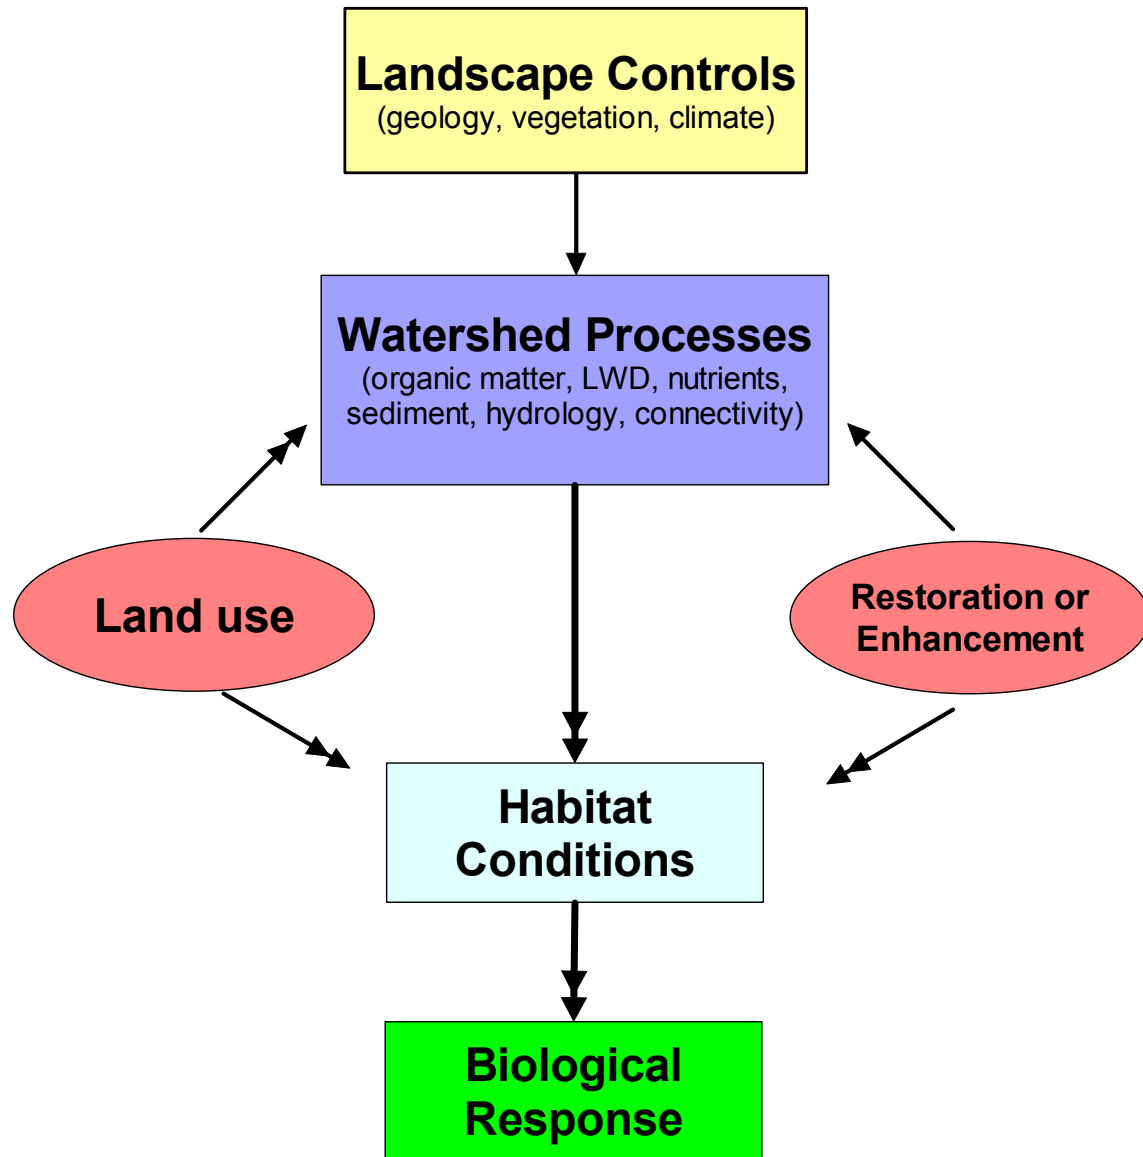 Landscape Controls
(geology, vegetation, climate)
Watershed Processes
(organic matter, LWD, nutrients,
sediment, hydrology, connectivity)
Land use
Restoration or
Enhancement
Habitat
Conditions
Biological
Response